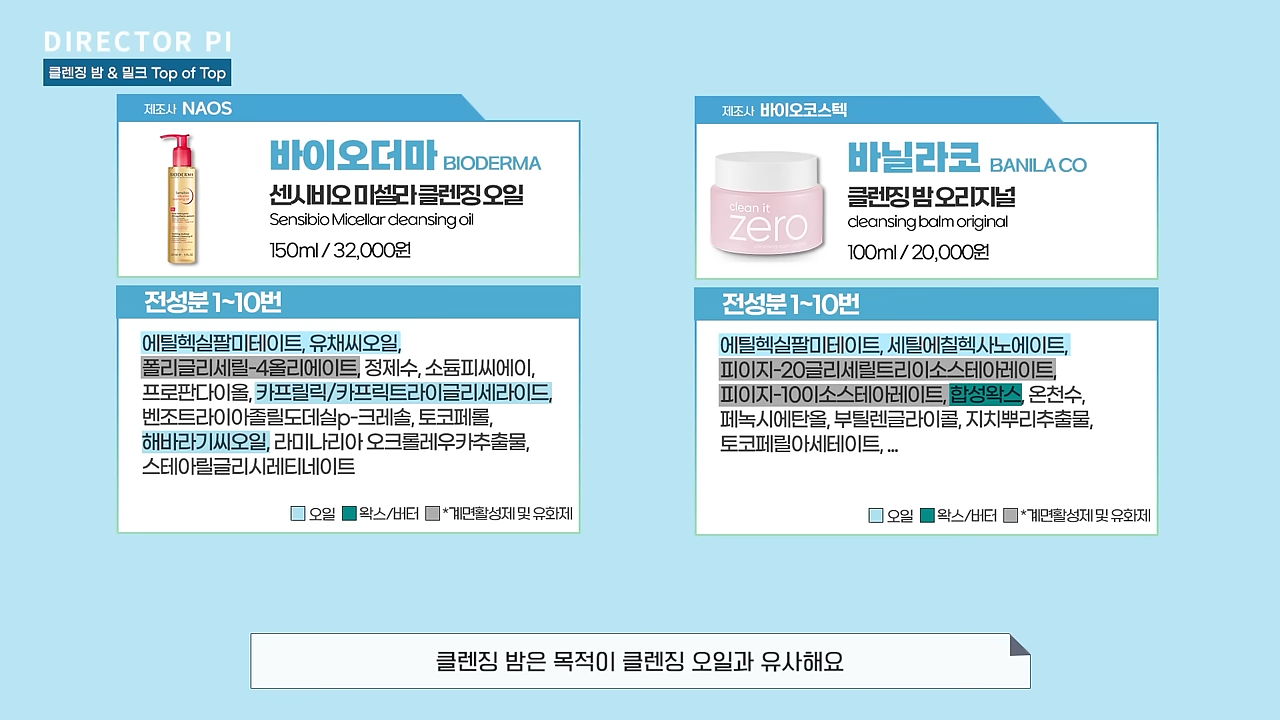 DIRECTOR PI
클렌징 밤 & 밀크 Top of Top
제조사 NAOS
바이오더마 BIODERMA
센시비오 미셀라 클렌징 오일
Sensibio Micellar cleansing oil
150ml / 32,000원
전성분 1~10번
에틸헥실팔미테이트, 유채씨오일,
폴리글리세릴-4올리에이트, 정제수, 소듐피씨에이,
프로판다이올, 카프릴릭/카프릭트라이글리세라이드,
벤조트라이아졸릴도데실p-크레솔, 토코페롤,
해바라기씨오일, 라미나리아 오크롤레우카추출물,
스테아릴글리시레티네이트
오일 왁스/버터 *계면활성제 및 유화제
제조사 바이오코스텍
바닐라코 BANILA CO
클렌징 밤 오리지널
cleansing balm original
100ml / 20,000원
clean it
zero
전성분 1~10번
에틸헥실팔미테이트, 세틸에칠헥사노에이트,
피이지-20글리세릴트리이소스테아레이트,
피이지-10이소스테아레이트, 합성왁스, 온천수,
페녹시에탄올, 부틸렌글라이콜, 지치뿌리추출물,
토코페릴아세테이트, ...
오일 왁스/버터 *계면활성제 및 유화제
클렌징 밤은 목적이 클렌징 오일과 유사해요